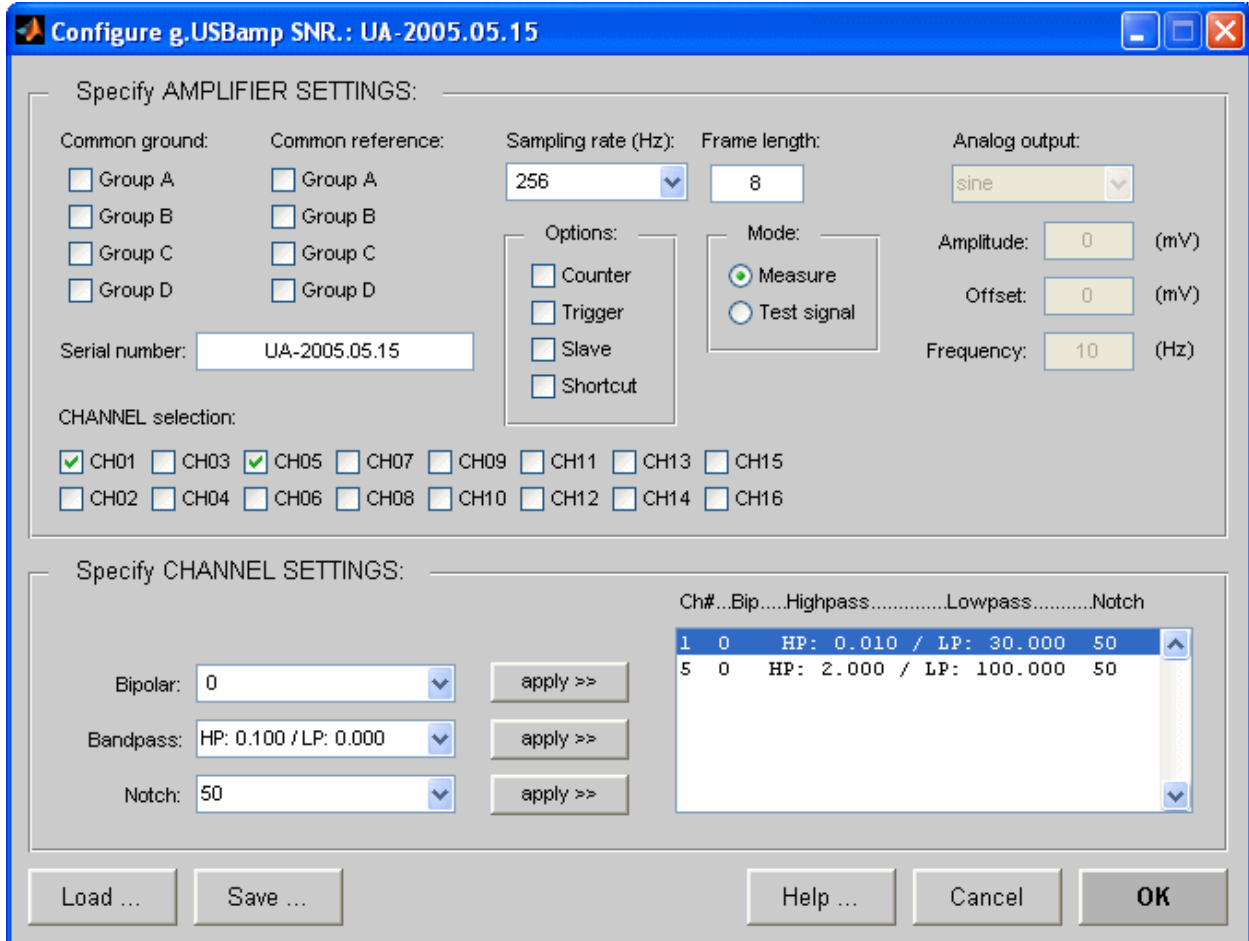 Configure g.USBamp SNR.: UA-2005.05.15
Specify AMPLIFIER SETTINGS:
Common ground: Common reference: Sampling rate (Hz): Frame length: Analog output:
Group A Group A 256 8 sine
Group B Group B Options: Mode: Amplitude: 0 (mV)
Group C Group C Counter Measure
Group D Group D Trigger Test signal Offset: 0 (mV)
Serial number: UA-2005.05.15 Slave Frequency: 10 (Hz)
Shortcut
CHANNEL selection:
CH01 CH03 CH05 CH07 CH09 CH11 CH13 CH15
CH02 CH04 CH06 CH08 CH10 CH12 CH14 CH16
Specify CHANNEL SETTINGS:
Ch#...Bip.....Highpass.............Lowpass..........Notch
1 0 HP: 0.010 / LP: 30.000 50
5 0 HP: 2.000 / LP: 100.000 50
Bipolar: 0 apply >>
Bandpass: HP: 0.100 / LP: 0.000 apply >>
Notch: 50 apply >>
Load ... Save ... Help ... Cancel OK